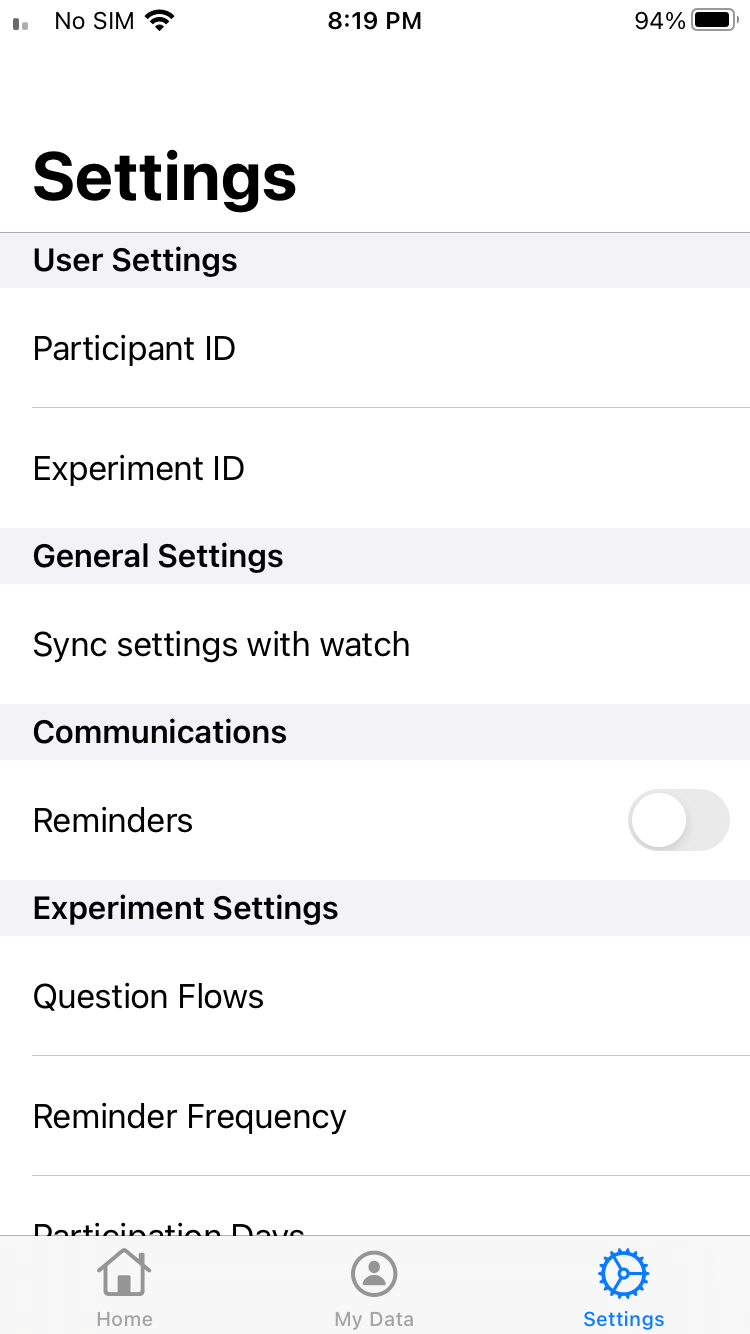 No SIM 8:19 PM 94%
Settings
User Settings
Participant ID
Experiment ID
General Settings
Sync settings with watch
Communications
Reminders
Experiment Settings
Question Flows
Reminder Frequency
Participation Days
Home My Data Settings